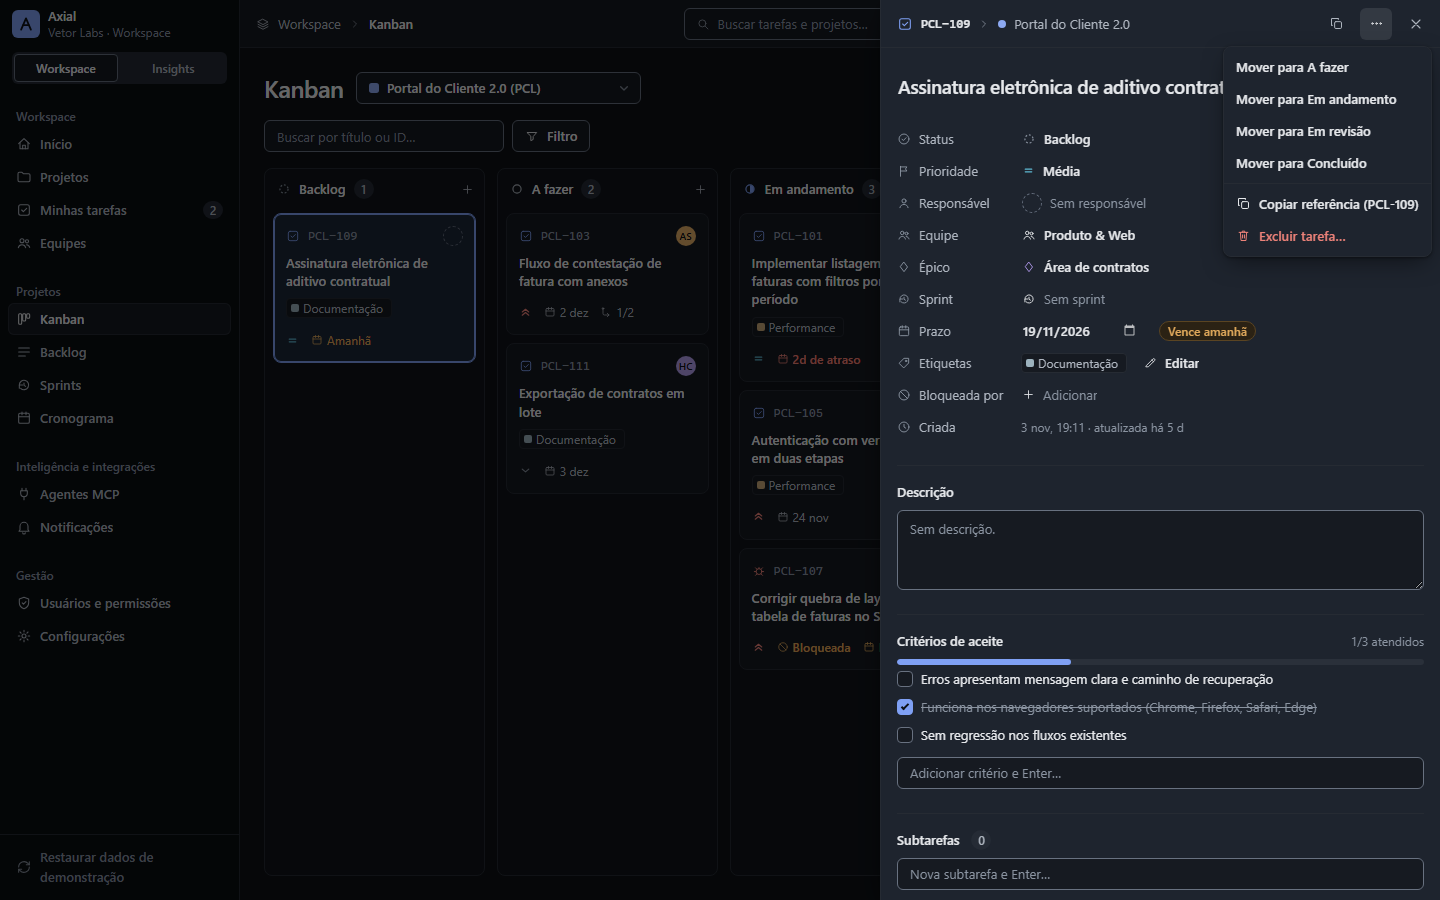 A
Axial
Vetor Labs · Workspace
Workspace
Insights
Workspace
Início
Projetos
Minhas tarefas
2
Equipes
Projetos
Kanban
Backlog
Sprints
Cronograma
Inteligência e integrações
Agentes MCP
Notificações
Gestão
Usuários e permissões
Configurações
Restaurar dados de
demonstração
Workspace
Kanban
Buscar tarefas e projetos...
Kanban
Portal do Cliente 2.0 (PCL)
Buscar por título ou ID...
Filtro
Backlog
1
PCL-109
Assinatura eletrônica de
aditivo contratual
Documentação
Amanhã
A fazer
2
PCL-103
AS
Fluxo de contestação de
fatura com anexos
2 dez
1/2
PCL-111
HC
Exportação de contratos em
lote
Documentação
3 dez
Em andamento
3
PCL-101
Implementar listagem
faturas com filtros po
período
Performance
2d de atraso
PCL-105
Autenticação com ver
em duas etapas
Performance
24 nov
PCL-107
Corrigir quebra de lay
tabela de faturas no S
Bloqueada
PCL-109
Portal do Cliente 2.0
Assinatura eletrônica de aditivo contrat
Mover para A fazer
Mover para Em andamento
Mover para Em revisão
Mover para Concluído
Copiar referência (PCL-109)
Excluir tarefa...
Status
Backlog
Prioridade
Média
Responsável
Sem responsável
Equipe
Produto & Web
Épico
Área de contratos
Sprint
Sem sprint
Prazo
19/11/2026
Vence amanhã
Etiquetas
Documentação
Editar
Bloqueada por
Adicionar
Criada
3 nov, 19:11 · atualizada há 5 d
Descrição
Sem descrição.
Critérios de aceite
1/3 atendidos
Erros apresentam mensagem clara e caminho de recuperação
Funciona nos navegadores suportados (Chrome, Firefox, Safari, Edge)
Sem regressão nos fluxos existentes
Adicionar critério e Enter...
Subtarefas
0
Nova subtarefa e Enter...